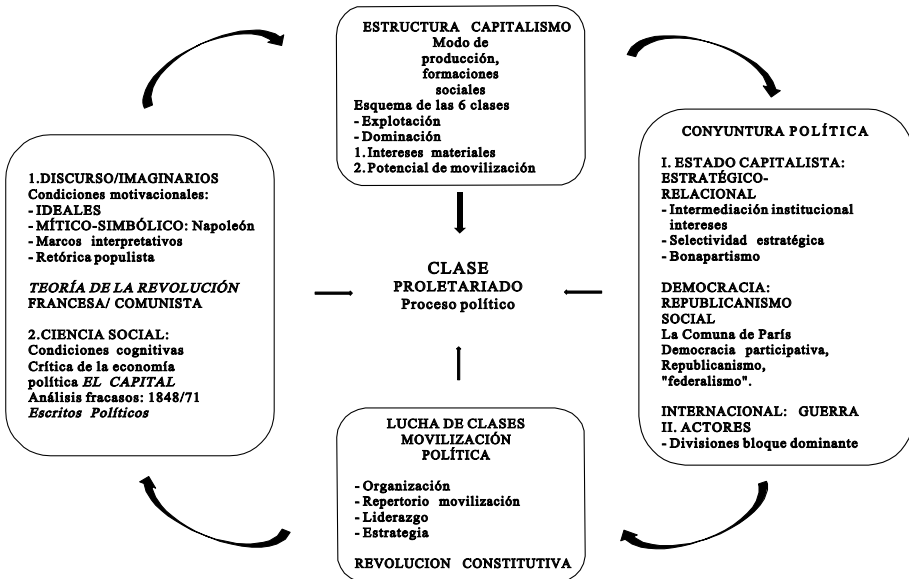 ESTRUCTURA CAPITALISMO
Modo de
producción,
formaciones
sociales
Esquema de las 6 clases
- Explotación
- Dominación
1. Intereses materiales
2. Potencial de movilización
1.DISCURSO/IMAGINARIOS
Condiciones motivacionales:
- IDEALES
- MÍTICO-SIMBÓLICO: Napoleón
- Marcos interpretativos
- Retórica populista
TEORÍA DE LA REVOLUCIÓN
FRANCESA/ COMUNISTA
2.CIENCIA SOCIAL:
Condiciones cognitivas
Crítica de la economía
política EL CAPITAL
Análisis fracasos: 1848/71
Escritos Políticos
CLASE
PROLETARIADO
Proceso político
CONYUNTURA POLÍTICA
I. ESTADO CAPITALISTA:
ESTRATÉGICO-
RELACIONAL
- Intermediación institucional
intereses
- Selectividad estratégica
- Bonapartismo
DEMOCRACIA:
REPUBLICANISMO
SOCIAL
La Comuna de París
Democracia participativa,
Republicanismo,
"federalismo".
INTERNACIONAL: GUERRA
II. ACTORES
- Divisiones bloque dominante
LUCHA DE CLASES
MOVILIZACIÓN
POLÍTICA
- Organización
- Repertorio movilización
- Liderazgo
- Estrategia
REVOLUCION CONSTITUTIVA